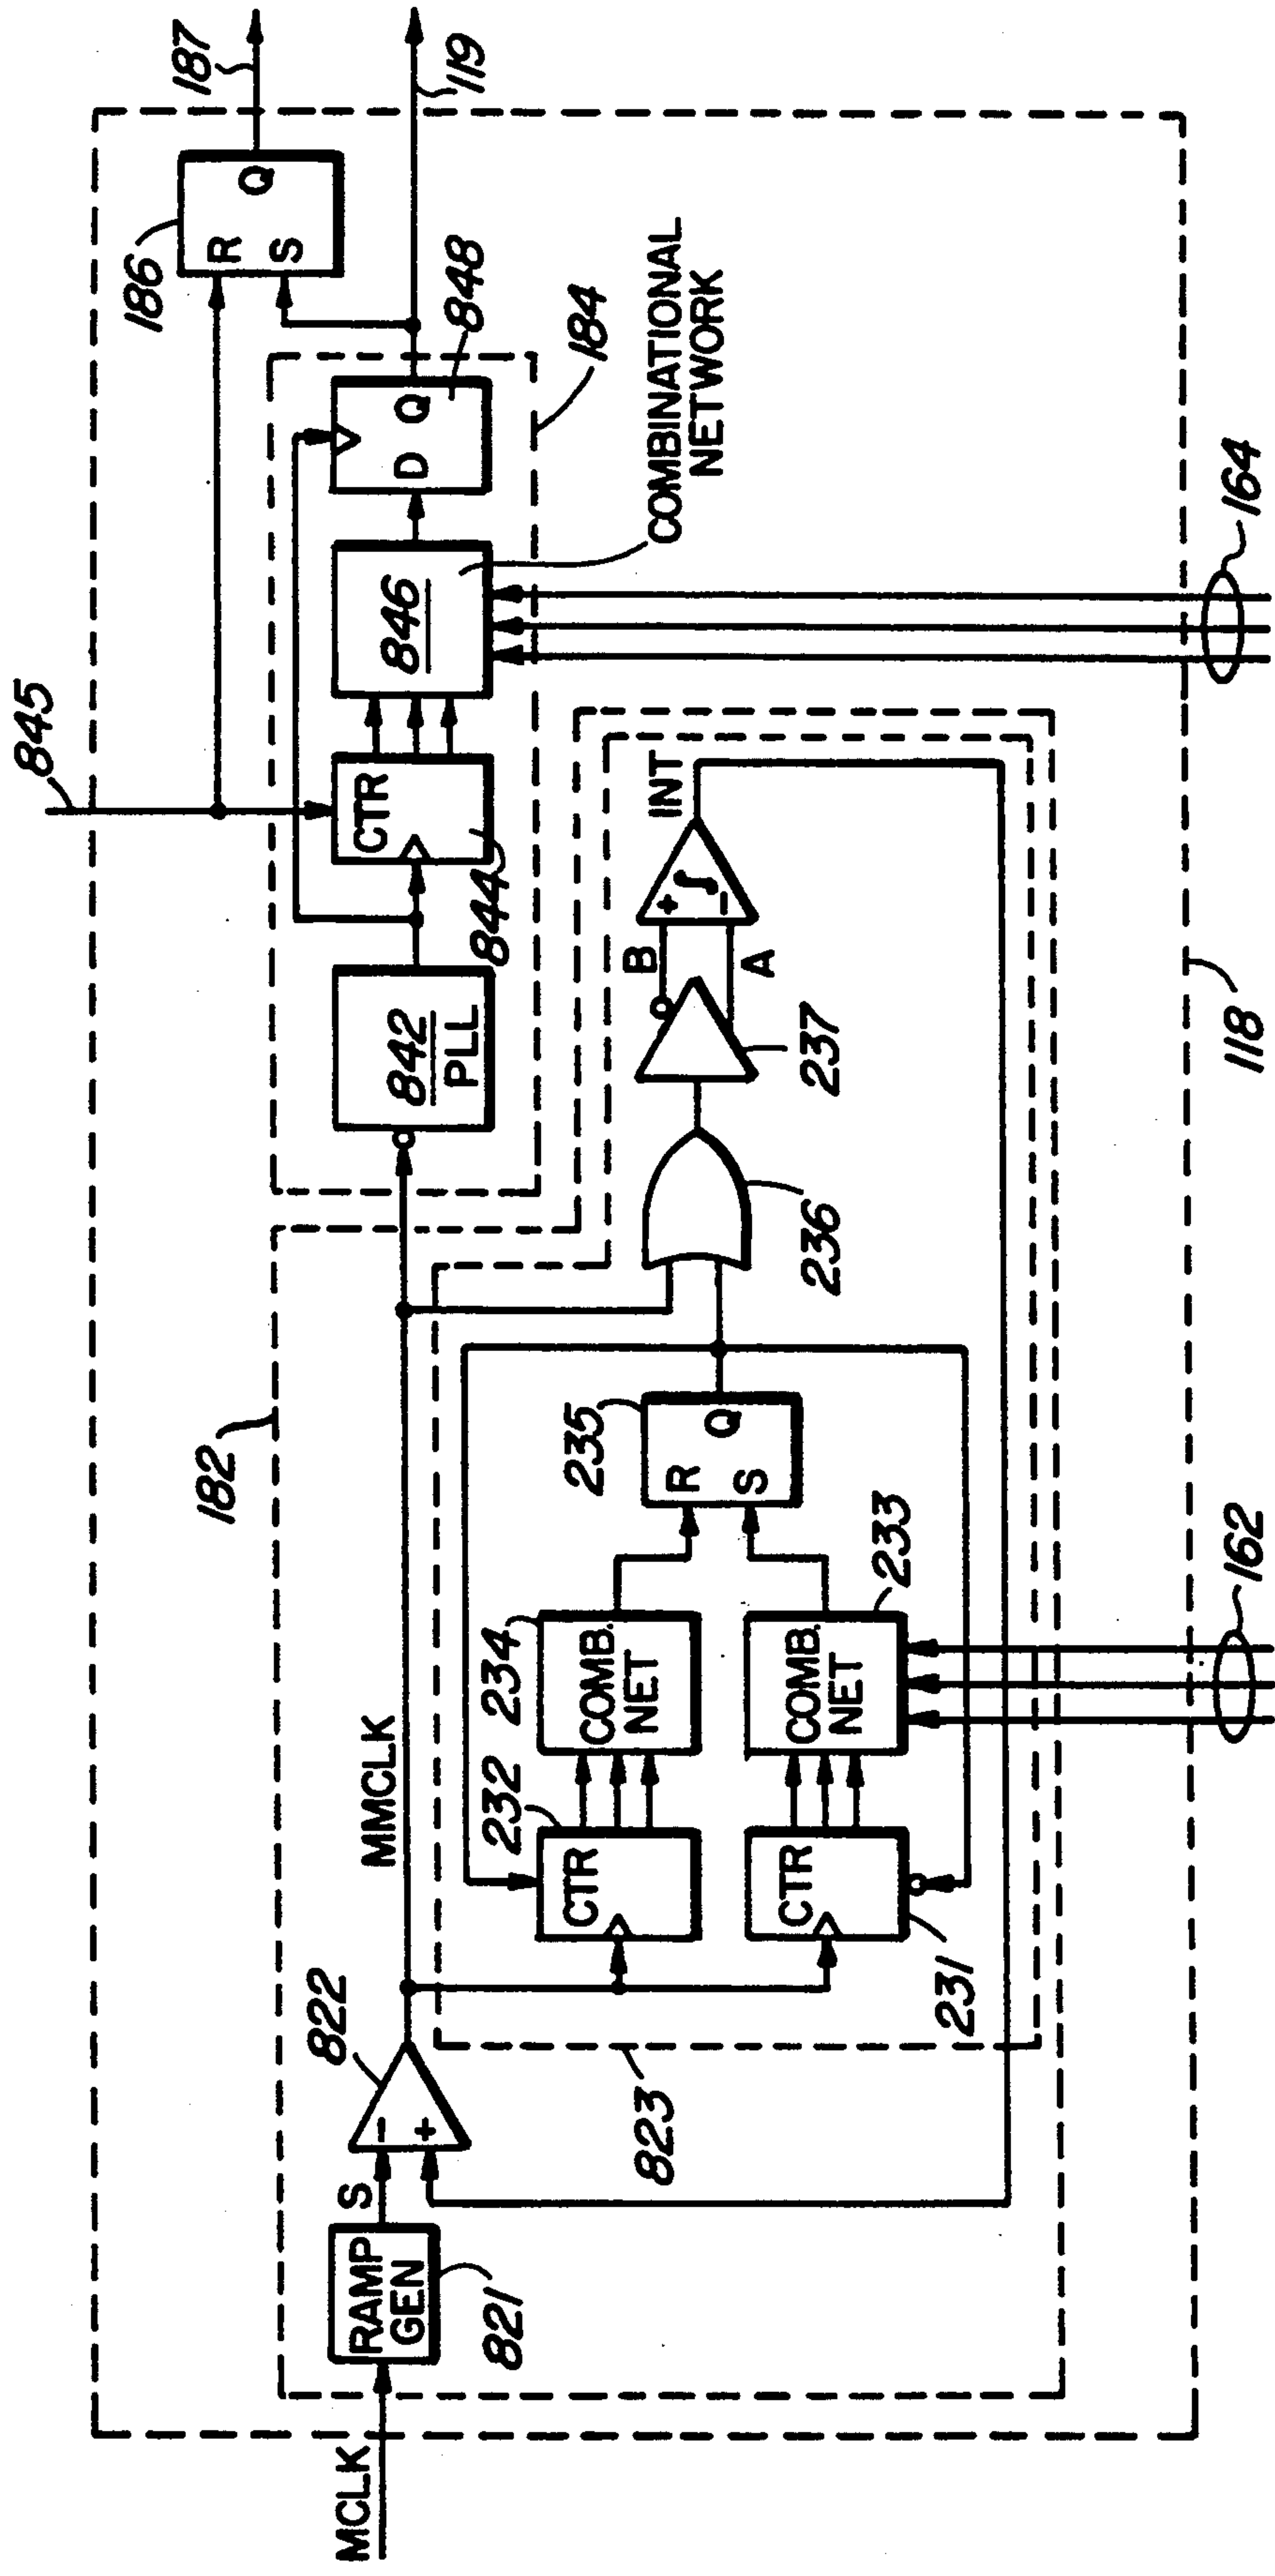 187
119
186
R
Q
S
845
CTR
844
846
D
Q
848
184
COMBINATIONAL
NETWORK
164
842
PLL
182
MMCLK
INT
B
+
∫
−
A
237
236
235
R
Q
S
234
COMB.
NET
233
COMB.
NET
232
CTR
CTR
231
162
118
822
−
+
S
823
RAMP
GEN
821
MCLK